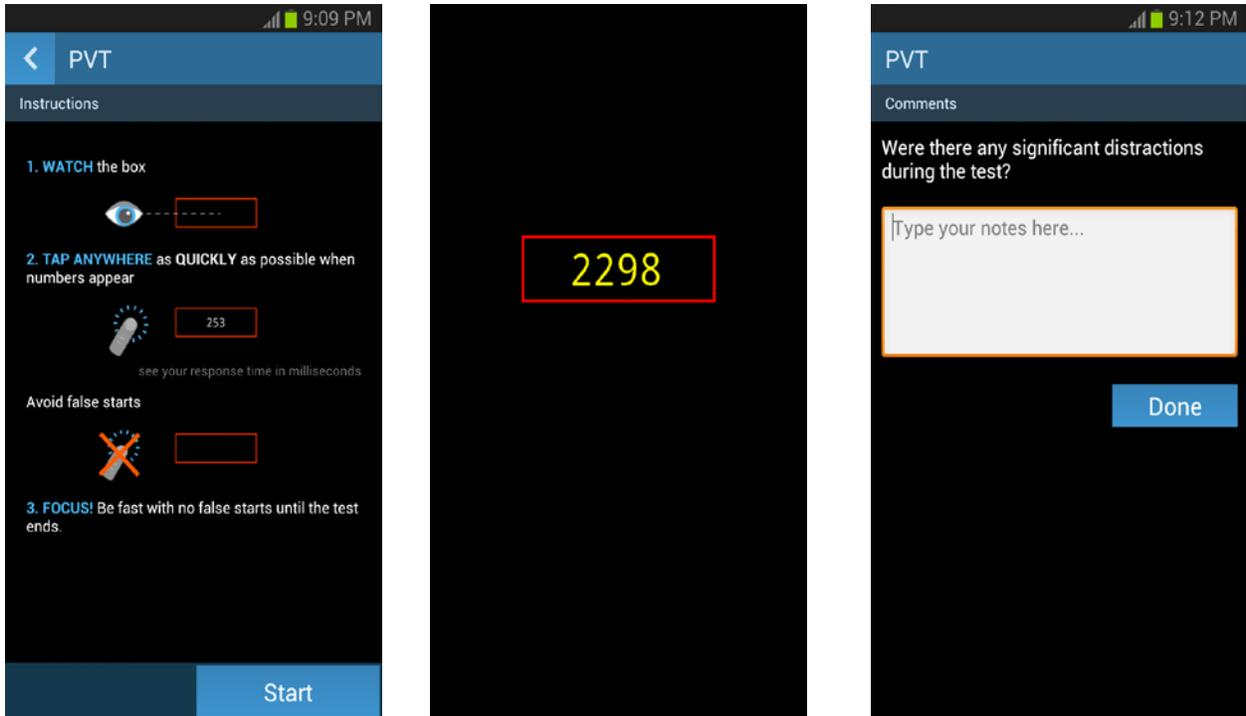 9:09 PM
PVT
Instructions
1. WATCH the box
2. TAP ANYWHERE as QUICKLY as possible when
numbers appear
253
see your response time in milliseconds
Avoid false starts
3. FOCUS! Be fast with no false starts until the test
ends.
Start
2298
9:12 PM
PVT
Comments
Were there any significant distractions
during the test?
Type your notes here...
Done